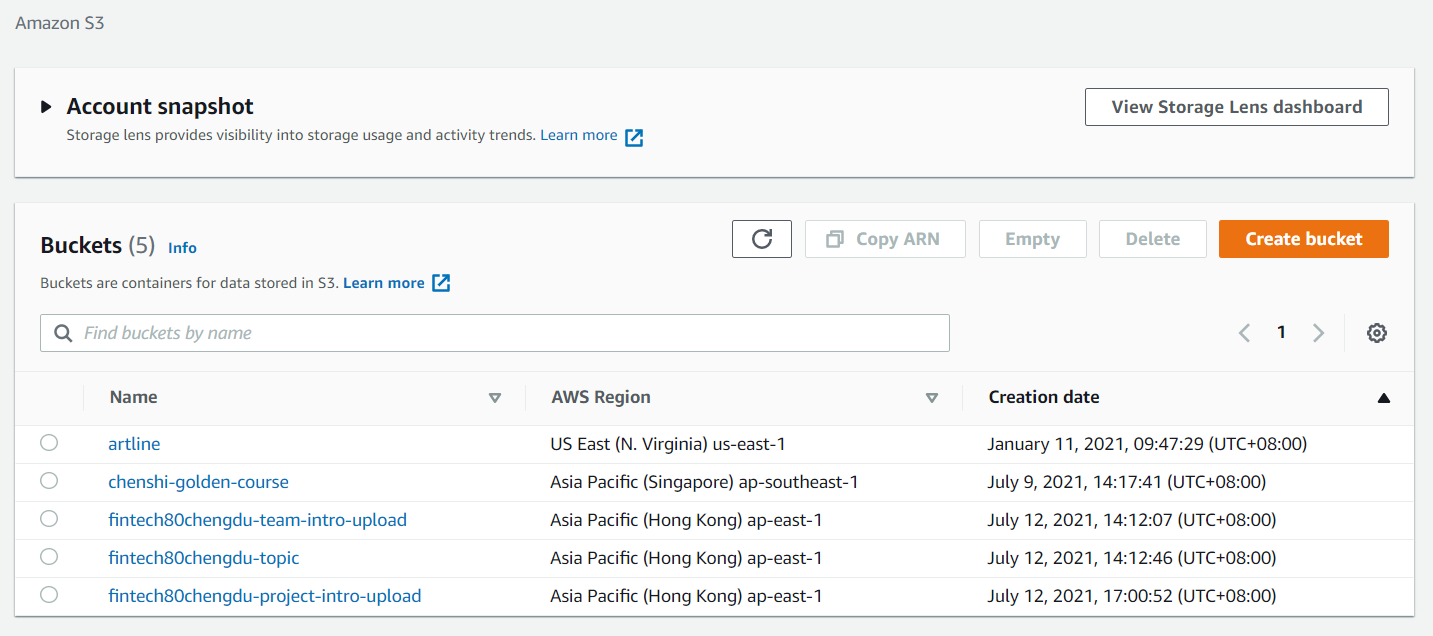 Amazon S3
Account snapshot
View Storage Lens dashboard
Storage lens provides visibility into storage usage and activity trends. Learn more
Buckets (5) Info
Copy ARN
Empty
Delete
Create bucket
Buckets are containers for data stored in S3. Learn more
Find buckets by name
1
Name AWS Region Creation date
artline US East (N. Virginia) us-east-1 January 11, 2021, 09:47:29 (UTC+08:00)
chenshi-golden-course Asia Pacific (Singapore) ap-southeast-1 July 9, 2021, 14:17:41 (UTC+08:00)
fintech80chengdu-team-intro-upload Asia Pacific (Hong Kong) ap-east-1 July 12, 2021, 14:12:07 (UTC+08:00)
fintech80chengdu-topic Asia Pacific (Hong Kong) ap-east-1 July 12, 2021, 14:12:46 (UTC+08:00)
fintech80chengdu-project-intro-upload Asia Pacific (Hong Kong) ap-east-1 July 12, 2021, 17:00:52 (UTC+08:00)